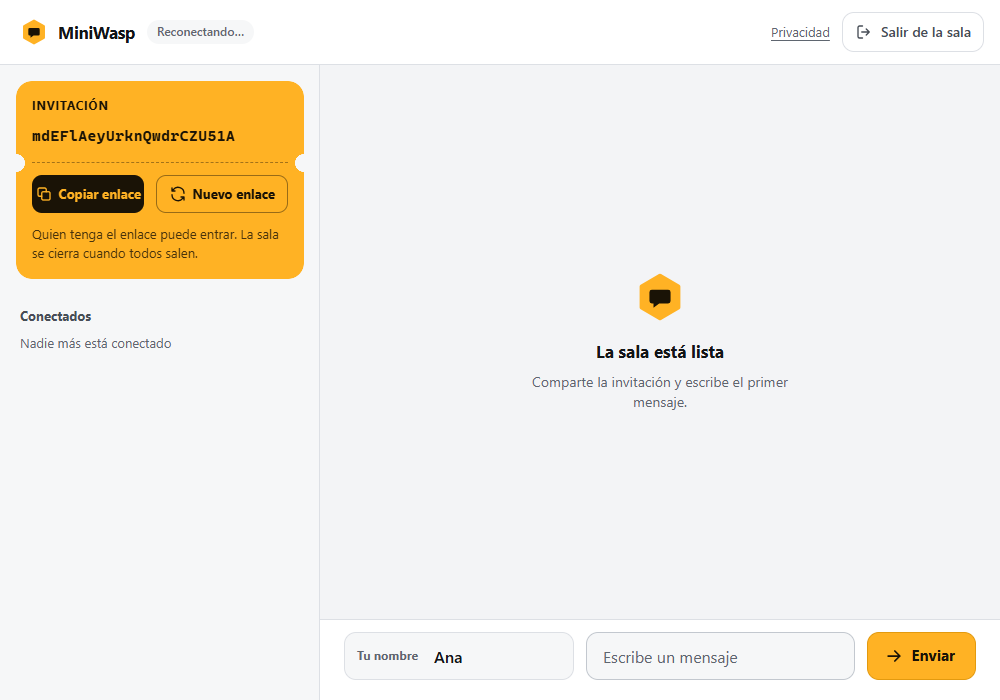 MiniWasp
Reconectando...
Privacidad
Salir de la sala
INVITACIÓN
mdEFlAeyUrknQwdrCZU51A
Copiar enlace
Nuevo enlace
Quien tenga el enlace puede entrar. La sala
se cierra cuando todos salen.
Conectados
Nadie más está conectado
La sala está lista
Comparte la invitación y escribe el primer
mensaje.
Tu nombre
Ana
Escribe un mensaje
Enviar